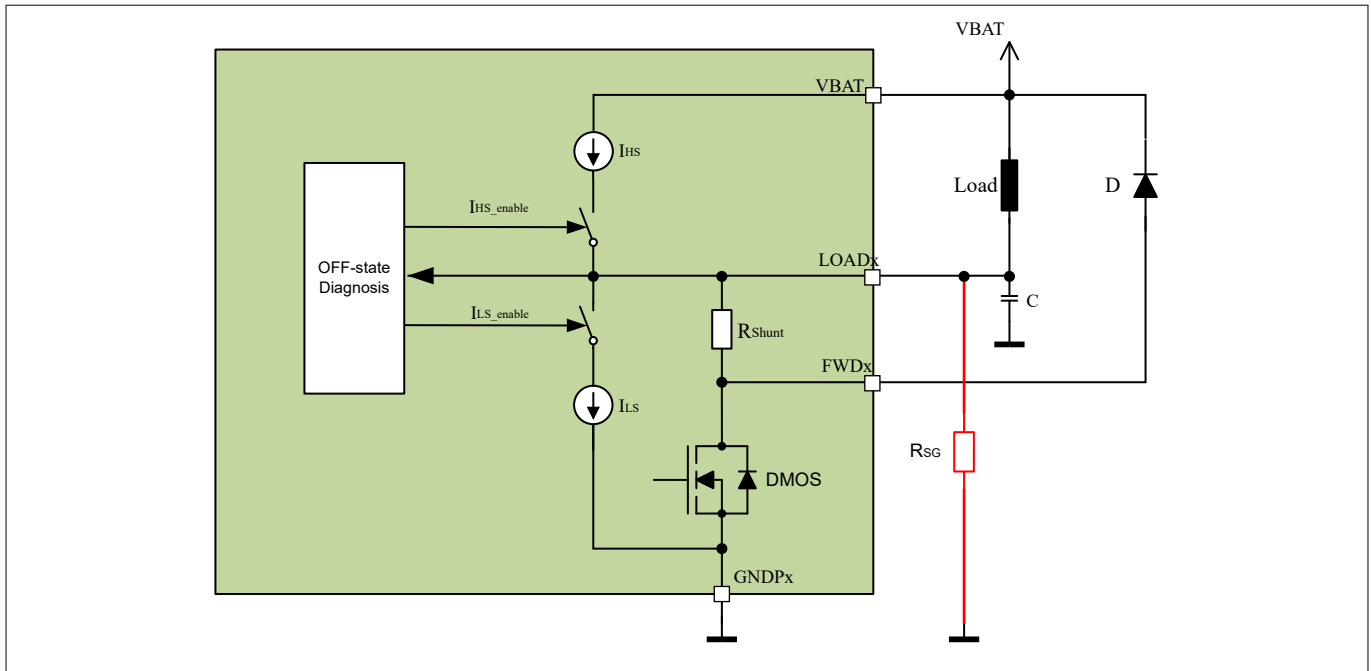 VBAT
VBAT
IHS
Load
D
IHS_enable
LOADx
OFF-state
Diagnosis
C
ILS_enable
RShunt
FWDx
ILS
RSG
DMOS
GNDPx